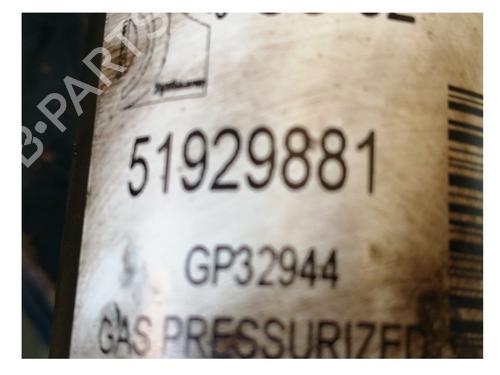 51929881
GP32944
GAS PRESSURIZED
B-PARTS